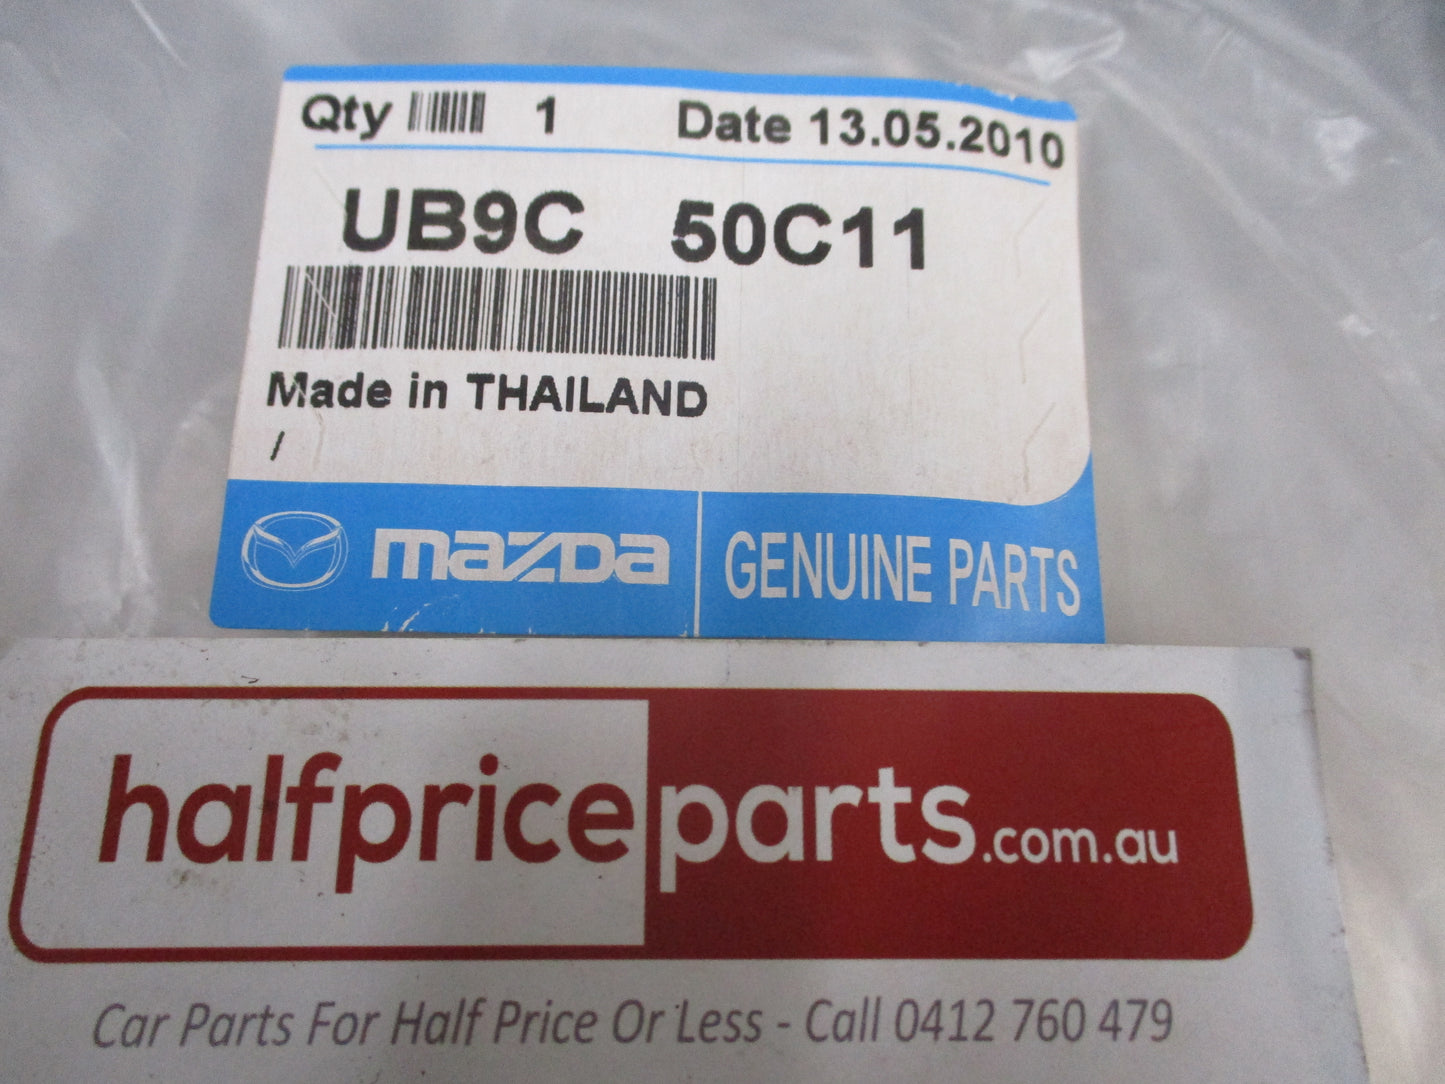 Qty 1 Date 13.05.2010
UB9C 50C11
Made in THAILAND
/
mazda GENUINE PARTS
halfpriceparts.com.au
Car Parts For Half Price Or Less - Call 0412 760 479